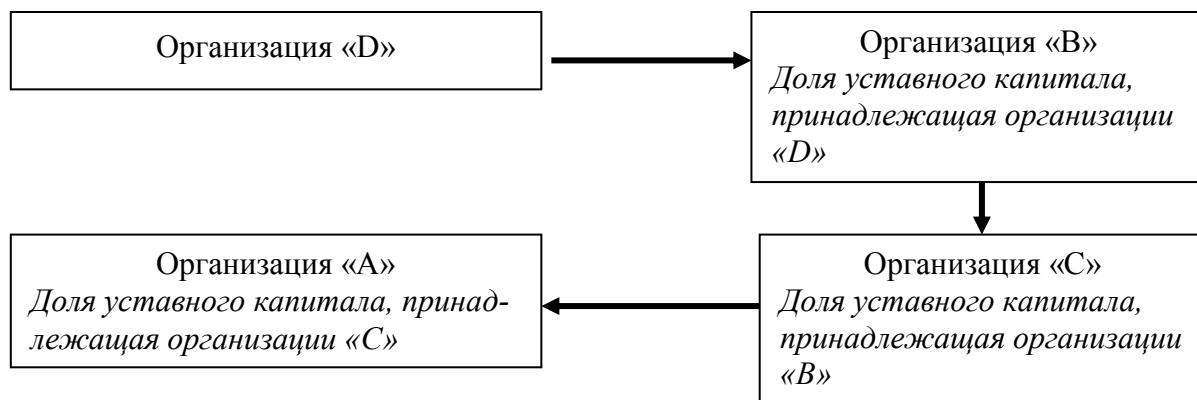 Организация «D»
Организация «B»
Доля уставного капитала,
принадлежащая организации
«D»
Организация «A»
Доля уставного капитала, принад-
лежащая организации «C»
Организация «C»
Доля уставного капитала,
принадлежащая организации
«B»